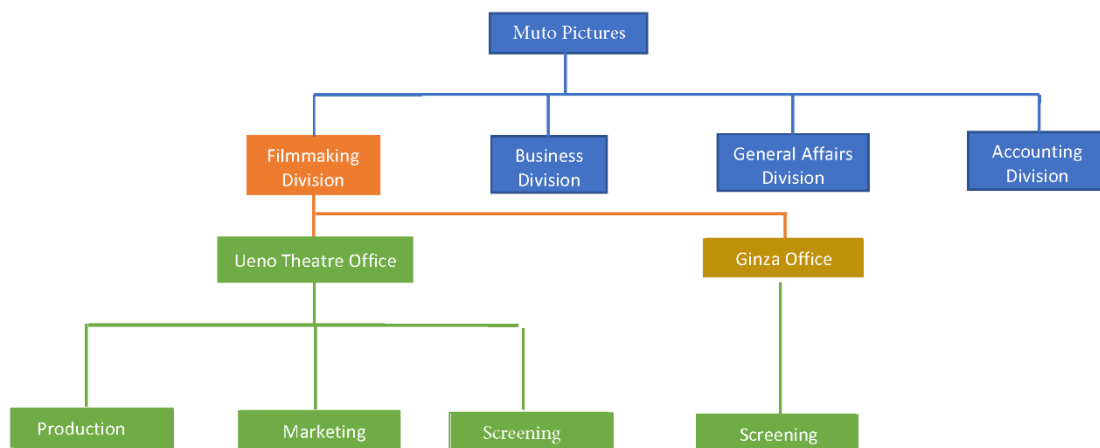 Muto Pictures
Filmmaking
Division
Business
Division
General Affairs
Division
Accounting
Division
Ueno Theatre Office
Ginza Office
Production
Marketing
Screening
Screening